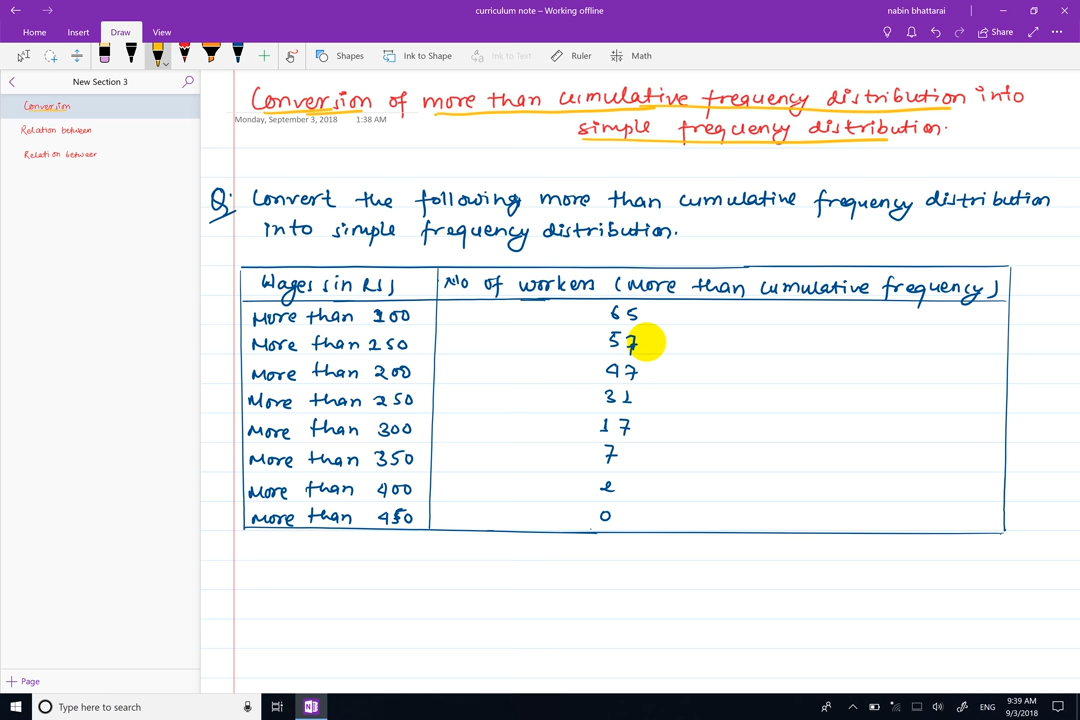 curriculum note – Working offline
nabin bhattarai
Home Insert Draw View
Share
Shapes Ink to Shape Ink to Text Ruler Math
New Section 3
Conversion
Relation between
Relation between
Conversion of more than cumulative frequency distribution into
simple frequency distribution.
Monday, September 3, 2018 1:38 AM
Q. Convert the following more than cumulative frequency distribution
into simple frequency distribution.
Wages (in RS) No of workers (More than cumulative frequency)
More than 100 65
More than 150 57
More than 200 47
More than 250 31
More than 300 17
More than 350 7
More than 400 2
More than 450 0
Page
Type here to search
ENG
9:39 AM
9/3/2018